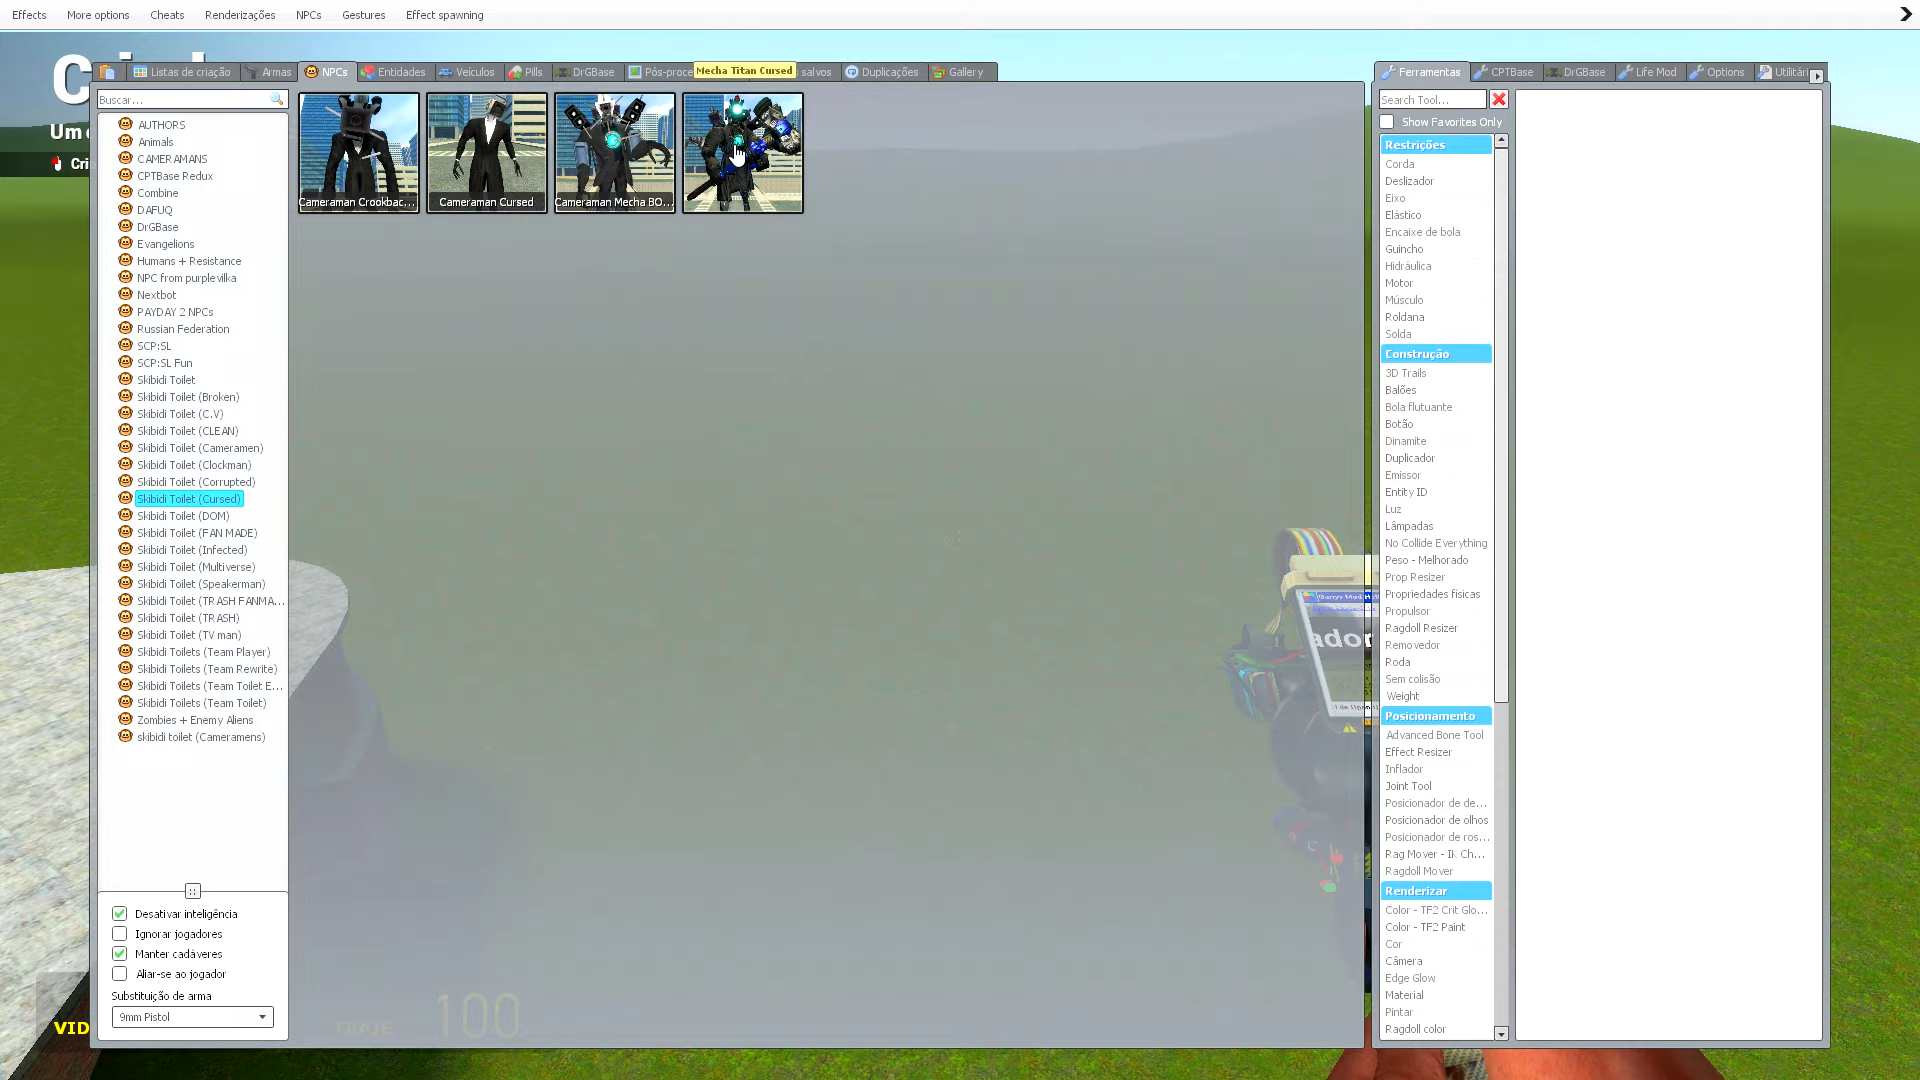 Effects More options Cheats Renderizações NPCs Gestures Effect spawning
Um
Cri
Listas de criação Armas NPCs Entidades Veículos Pills DrGBase Pós-proce Mecha Titan Cursed salvos Duplicações Gallery
Buscar...
AUTHORS
Animals
CAMERAMANS
CPTBase Redux
Combine
DAFUQ
DrGBase
Evangelions
Humans + Resistance
NPC from purplevilka
Nextbot
PAYDAY 2 NPCs
Russian Federation
SCP:SL
SCP:SL Fun
Skibidi Toilet
Skibidi Toilet (Broken)
Skibidi Toilet (C.V)
Skibidi Toilet (CLEAN)
Skibidi Toilet (Cameramen)
Skibidi Toilet (Clockman)
Skibidi Toilet (Corrupted)
Skibidi Toilet (Cursed)
Skibidi Toilet (DOM)
Skibidi Toilet (FAN MADE)
Skibidi Toilet (Infected)
Skibidi Toilet (Multiverse)
Skibidi Toilet (Speakerman)
Skibidi Toilet (TRASH FANMA...
Skibidi Toilet (TRASH)
Skibidi Toilet (TV man)
Skibidi Toilets (Team Player)
Skibidi Toilets (Team Rewrite)
Skibidi Toilets (Team Toilet E...
Skibidi Toilets (Team Toilet)
Zombies + Enemy Aliens
skibidi toilet (Cameramens)
Desativar inteligência
Ignorar jogadores
Manter cadáveres
Aliar-se ao jogador
Substituição de arma
9mm Pistol
VID
Cameraman Crookbac... Cameraman Cursed Cameraman Mecha BO...
ador
TRAJE 100
Ferramentas CPTBase DrGBase Life Mod Options Utilitári
Search Tool...
Show Favorites Only
Restrições
Corda
Deslizador
Eixo
Elástico
Encaixe de bola
Guincho
Hidráulica
Motor
Músculo
Roldana
Solda
Construção
3D Trails
Balões
Bola flutuante
Botão
Dinamite
Duplicador
Emissor
Entity ID
Luz
Lâmpadas
No Collide Everything
Peso - Melhorado
Prop Resizer
Propriedades físicas
Propulsor
Ragdoll Resizer
Removedor
Roda
Sem colisão
Weight
Posicionamento
Advanced Bone Tool
Effect Resizer
Inflador
Joint Tool
Posicionador de de...
Posicionador de olhos
Posicionador de ros...
Rag Mover - IK Ch...
Ragdoll Mover
Renderizar
Color - TF2 Crit Glo...
Color - TF2 Paint
Cor
Câmera
Edge Glow
Material
Pintar
Ragdoll color